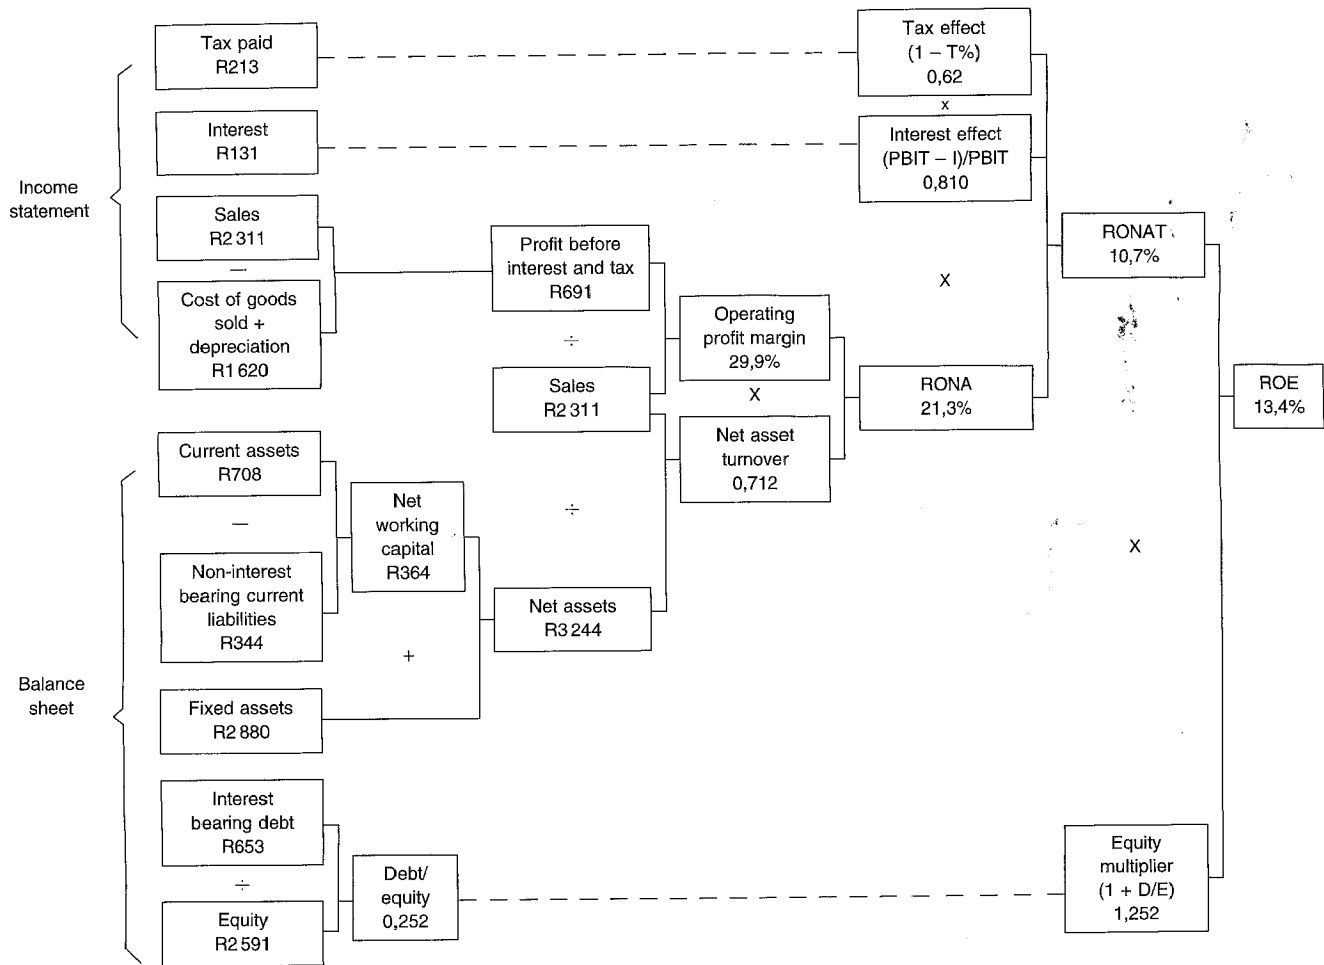 Tax paid
R213
Tax effect
(1 – T%)
0,62
x
Interest
R131
Interest effect
(PBIT – I)/PBIT
0,810
Income
statement
Sales
R2 311
—
Cost of goods
sold +
depreciation
R1 620
Profit before
interest and tax
R691
÷
Sales
R2 311
÷
Operating
profit margin
29,9%
X
Net asset
turnover
0,712
RONA
21,3%
X
RONAT
10,7%
X
ROE
13,4%
Balance
sheet
Current assets
R708
—
Non-interest
bearing current
liabilities
R344
Net
working
capital
R364
+
Fixed assets
R2 880
Net assets
R3 244
Interest
bearing debt
R653
÷
Equity
R2 591
Debt/
equity
0,252
Equity
multiplier
(1 + D/E)
1,252